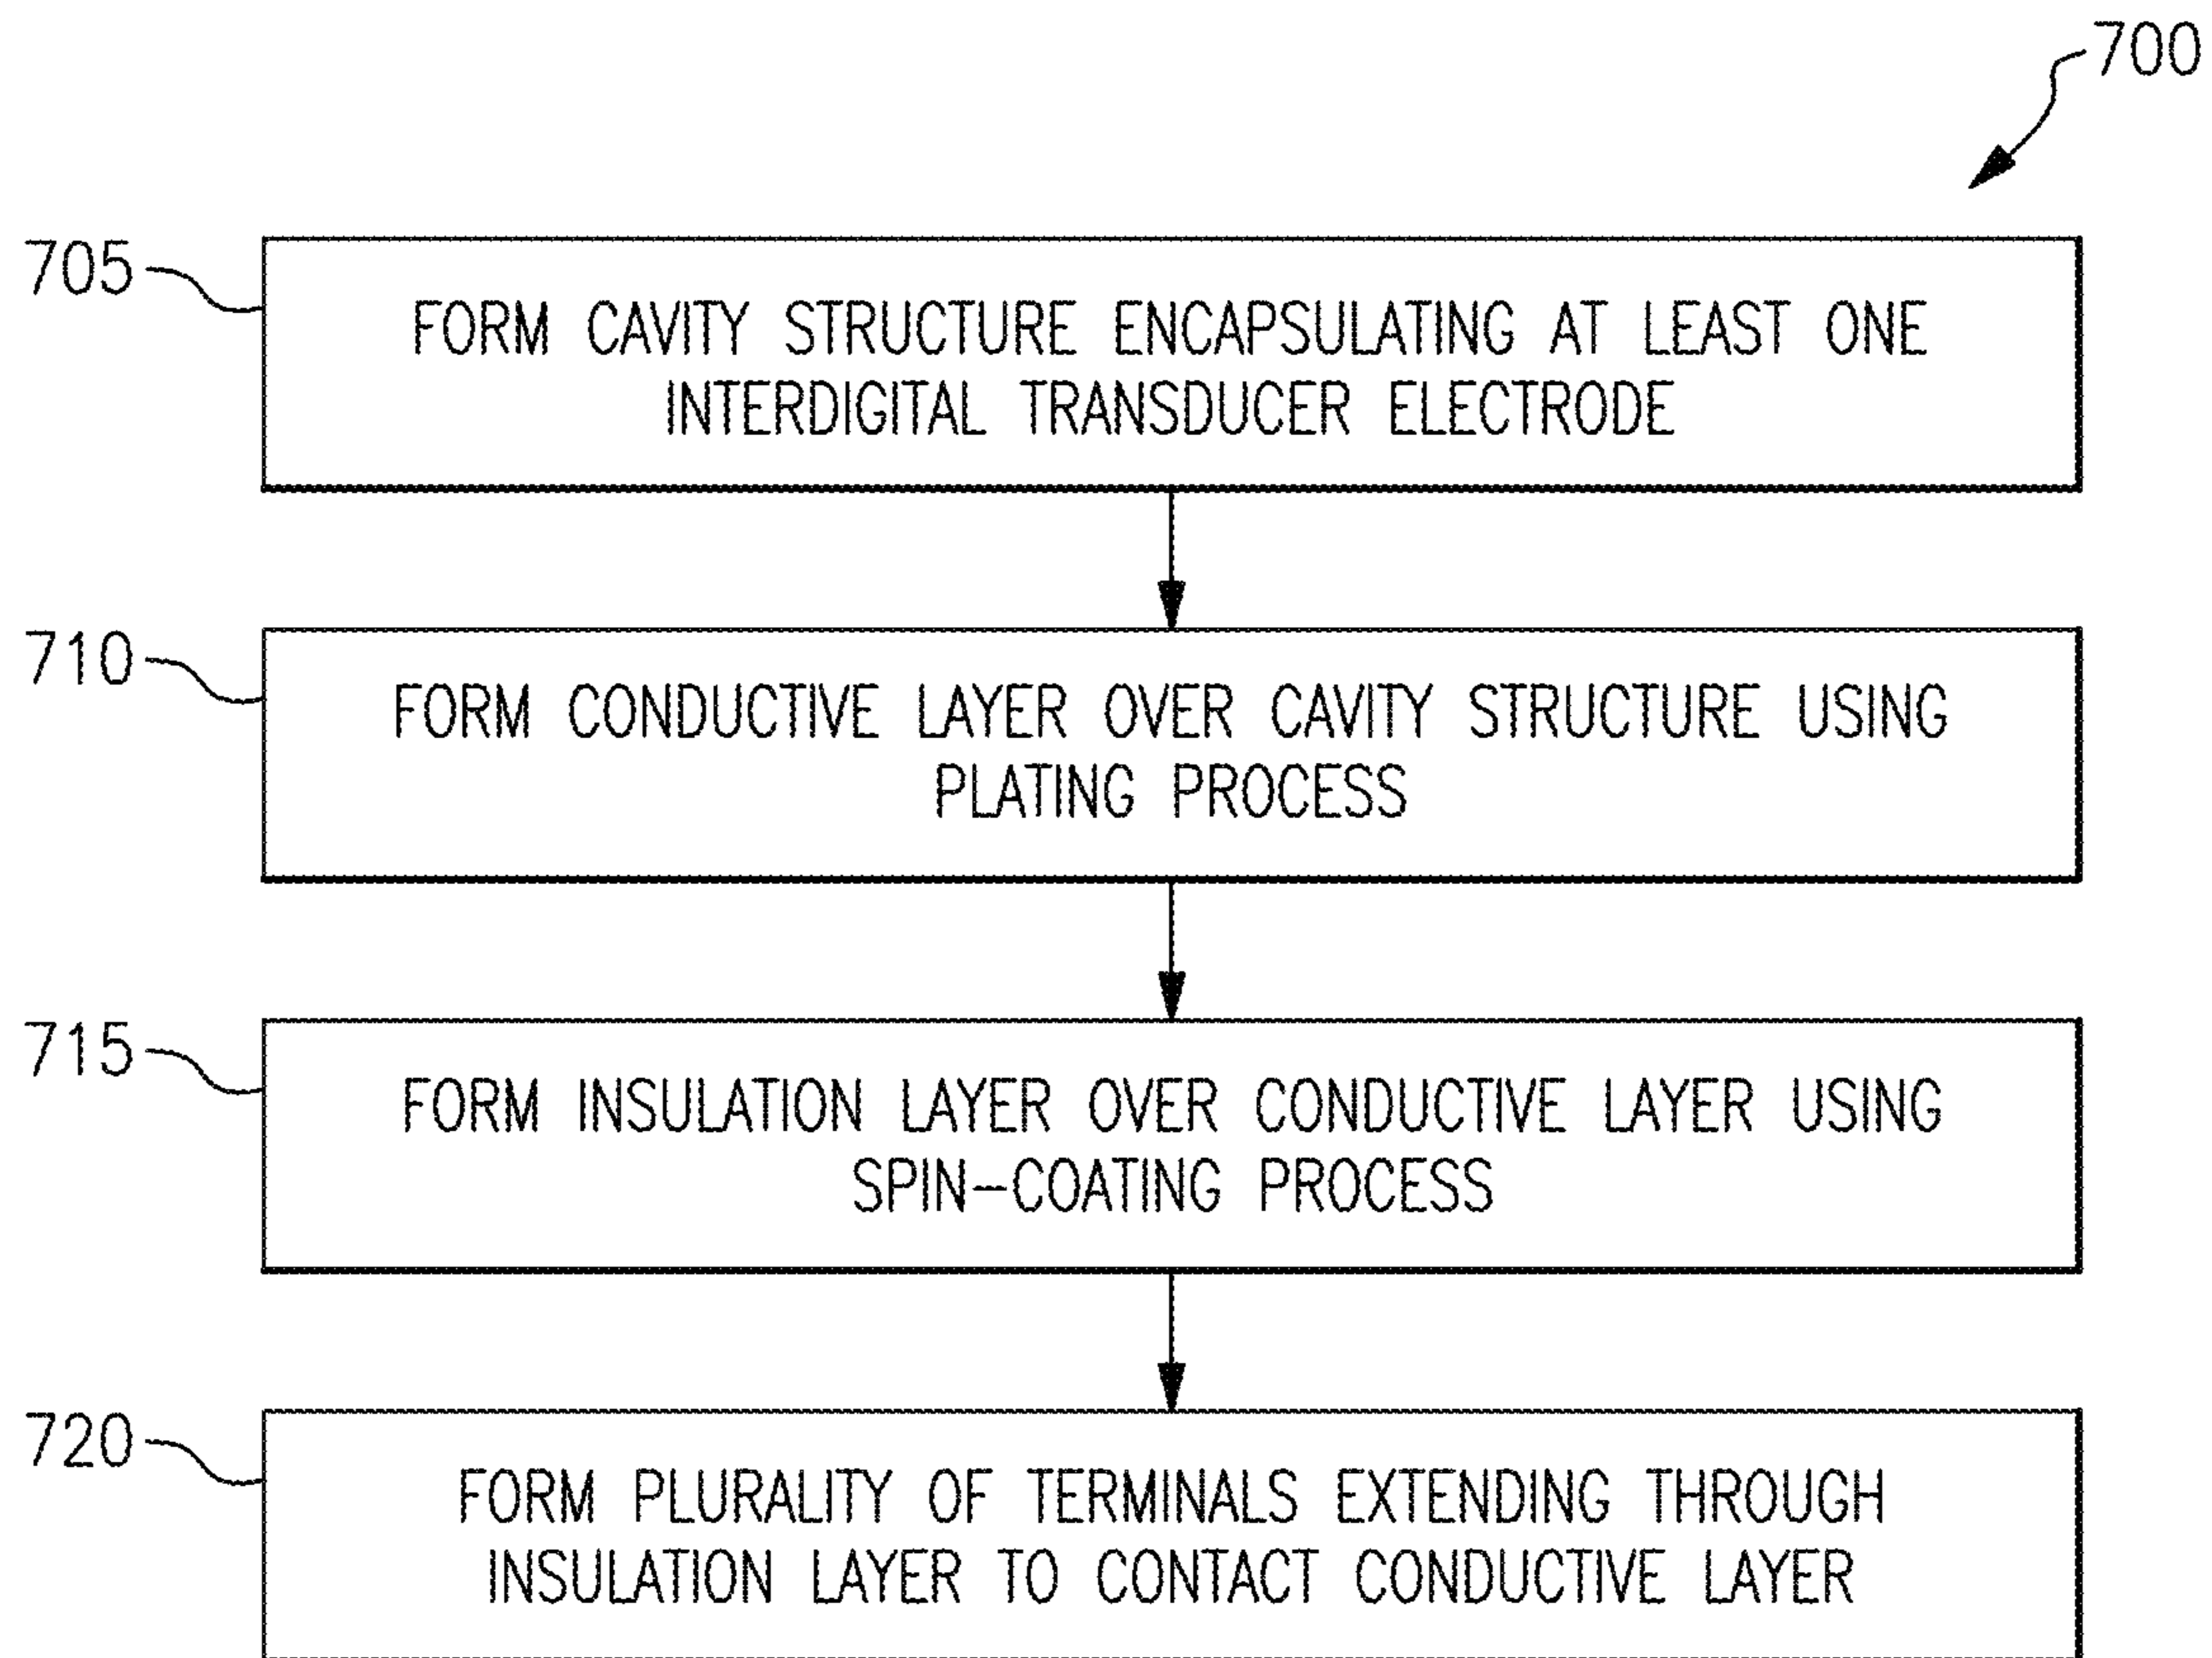 700
705
FORM CAVITY STRUCTURE ENCAPSULATING AT LEAST ONE
INTERDIGITAL TRANSDUCER ELECTRODE
710
FORM CONDUCTIVE LAYER OVER CAVITY STRUCTURE USING
PLATING PROCESS
715
FORM INSULATION LAYER OVER CONDUCTIVE LAYER USING
SPIN-COATING PROCESS
720
FORM PLURALITY OF TERMINALS EXTENDING THROUGH
INSULATION LAYER TO CONTACT CONDUCTIVE LAYER